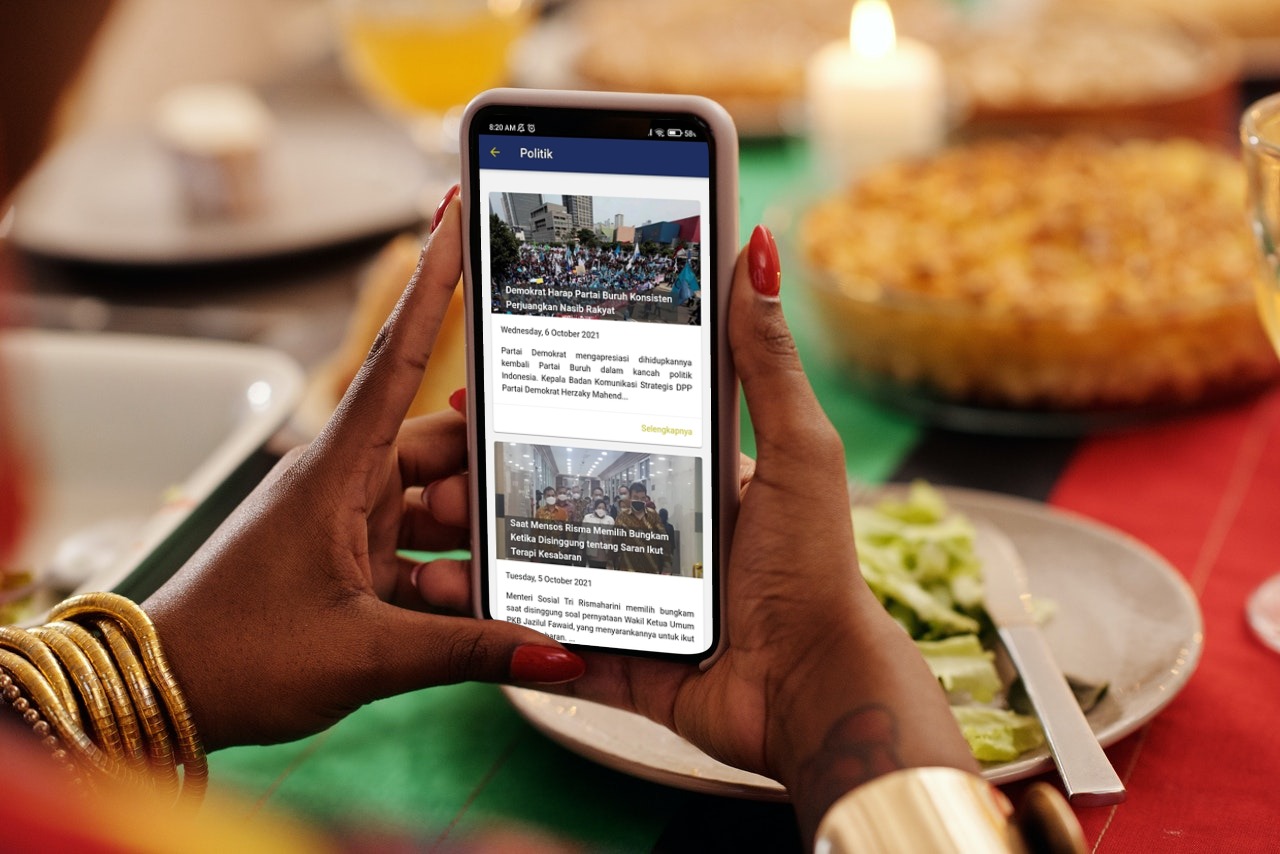 8:20 AM
58%
Politik
Demokrat Harap Partai Buruh Konsisten
Perjuangkan Nasib Rakyat
Wednesday, 6 October 2021
Partai Demokrat mengapresiasi dihidupkannya
kembali Partai Buruh dalam kancah politik
Indonesia. Kepala Badan Komunikasi Strategis DPP
Partai Demokrat Herzaky Mahend...
Selengkapnya
Saat Mensos Risma Memilih Bungkam
Ketika Disinggung tentang Saran Ikut
Terapi Kesabaran
Tuesday, 5 October 2021
Menteri Sosial Tri Rismaharini memilih bungkam
saat disinggung soal pernyataan Wakil Ketua Umum
PKB Jazilul Fawaid, yang menyarankannya untuk ikut
baran. ...